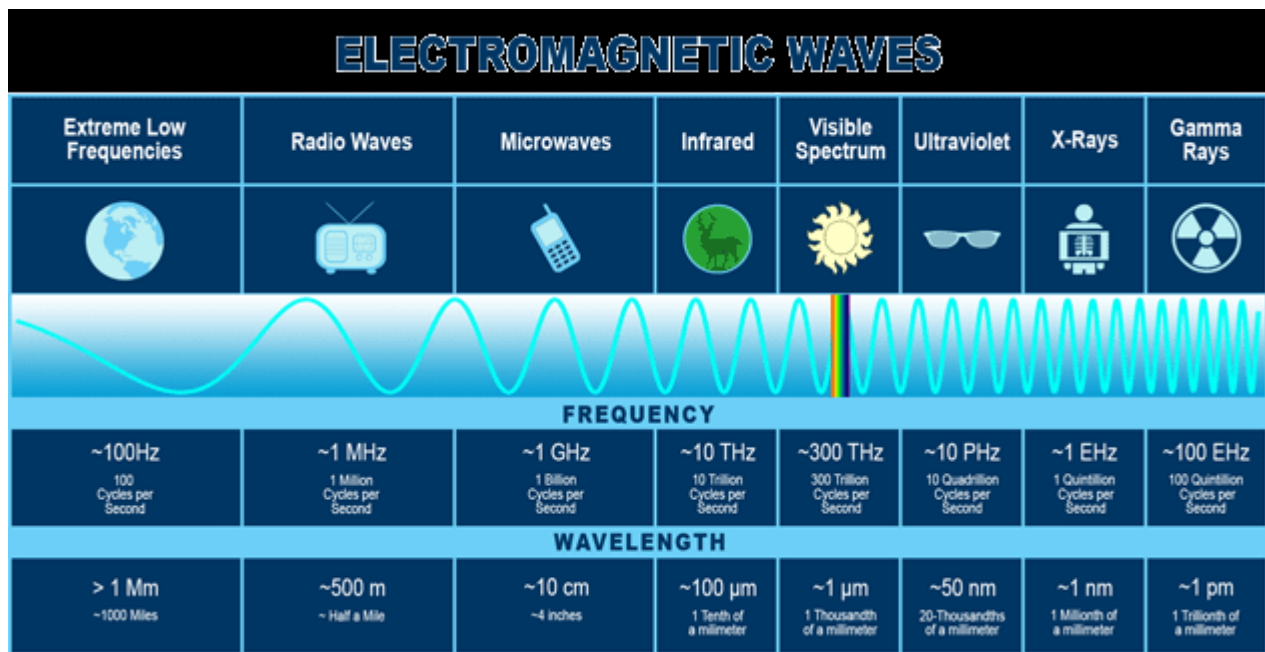 ELECTROMAGNETIC WAVES
Extreme Low
Frequencies
Radio Waves
Microwaves
Infrared
Visible
Spectrum
Ultraviolet
X-Rays
Gamma
Rays
FREQUENCY
~100Hz
100
Cycles per
Second
~1 MHz
1 Million
Cycles per
Second
~1 GHz
1 Billion
Cycles per
Second
~10 THz
10 Trillion
Cycles per
Second
~300 THz
300 Trillion
Cycles per
Second
~10 PHz
10 Quadrillion
Cycles per
Second
~1 EHz
1 Quintillion
Cycles per
Second
~100 EHz
100 Quintillion
Cycles per
Second
WAVELENGTH
> 1 Mm
~1000 Miles
~500 m
~ Half a Mile
~10 cm
~4 inches
~100 µm
1 Tenth of
a milimeter
~1 µm
1 Thousandth
of a millimeter
~50 nm
20-Thousandths
of a millimeter
~1 nm
1 Millionth of
a millimeter
~1 pm
1 Trillionth of
a millimeter